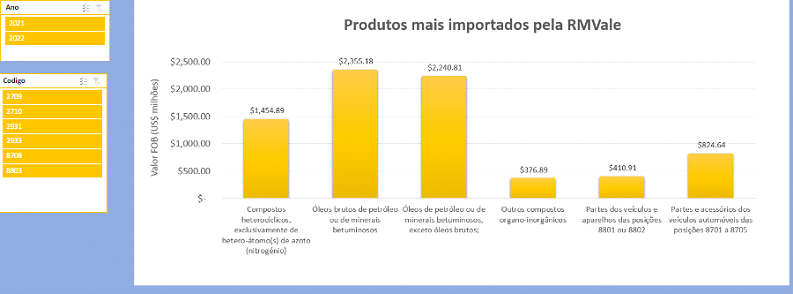 Ano
2021
2022
Codigo
2709
2710
2931
2933
8708
8803
Produtos mais importados pela RMVale
Valor FOB (US$ milhões)
$2,500.00
$2,000.00
$1,500.00
$1,000.00
$500.00
$-
$1,454.89
$2,355.18
$2,240.81
$376.89
$410.91
$824.64
Compostos
heterocíclicos,
exclusivamente de
hetero-átomo(s) de azoto
(nitrogénio)
Óleos brutos de petróleo
ou de minerais
betuminosos
Óleos de petróleo ou de
minerais betuminosos,
exceto óleos brutos;
Outros compostos
organo-inorgânicos
Partes dos veículos e
aparelhos das posições
8801 ou 8802
Partes e acessórios dos
veículos automóveis das
posições 8701 a 8705